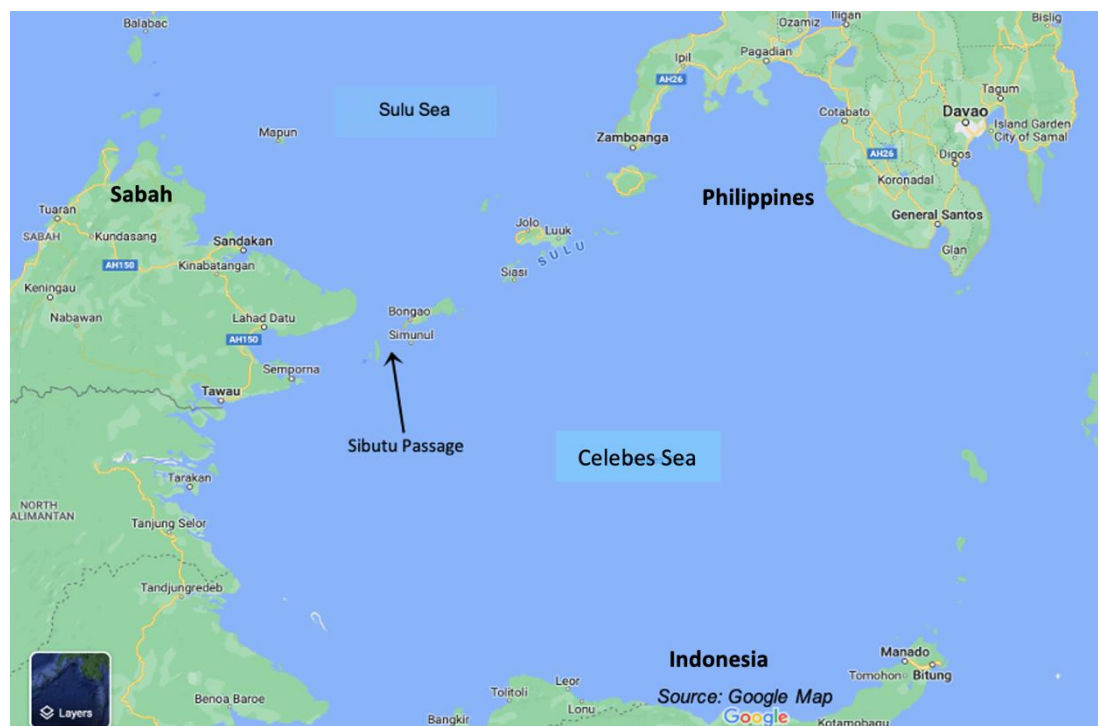 Balabac
Ozamiz
Iligan
Bislig
Ipil
Pagadian
AH26
Sulu Sea
Tagum
Cotabato
Davao
Mapun
Zamboanga
Island Garden
City of Samal
AH26
Digos
Sabah
Koronadal
Philippines
Tuaran
General Santos
SABAH
Kundasang
Sandakan
Jolo
Luuk
SULU
Glan
AH150
Kinabatangan
Siasi
Keningau
Nabawan
Lahad Datu
Bongao
AH150
Simunul
Semporna
Tawau
Sibutu Passage
Celebes Sea
Tarakan
NORTH
ALIMANTAN
Tanjung Selor
Tandjungredeb
Indonesia
Manado
Tomohon
Bitung
Layers
Benoa Baroe
Tolitoli
Leor
Lonu
Source: Google Map
Google
Bangkir
Kotamobagu